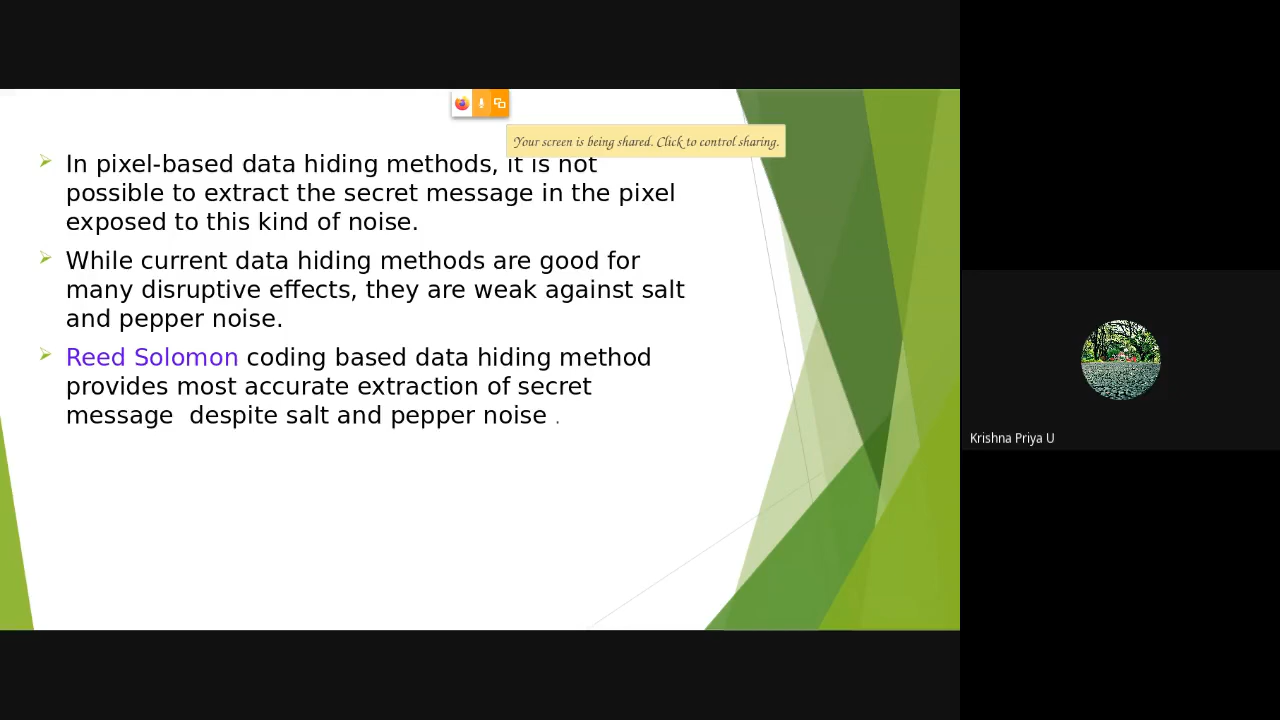 Your screen is being shared. Click to control sharing.
In pixel-based data hiding methods, it is not
possible to extract the secret message in the pixel
exposed to this kind of noise.
While current data hiding methods are good for
many disruptive effects, they are weak against salt
and pepper noise.
Reed Solomon coding based data hiding method
provides most accurate extraction of secret
message  despite salt and pepper noise .
Krishna Priya U